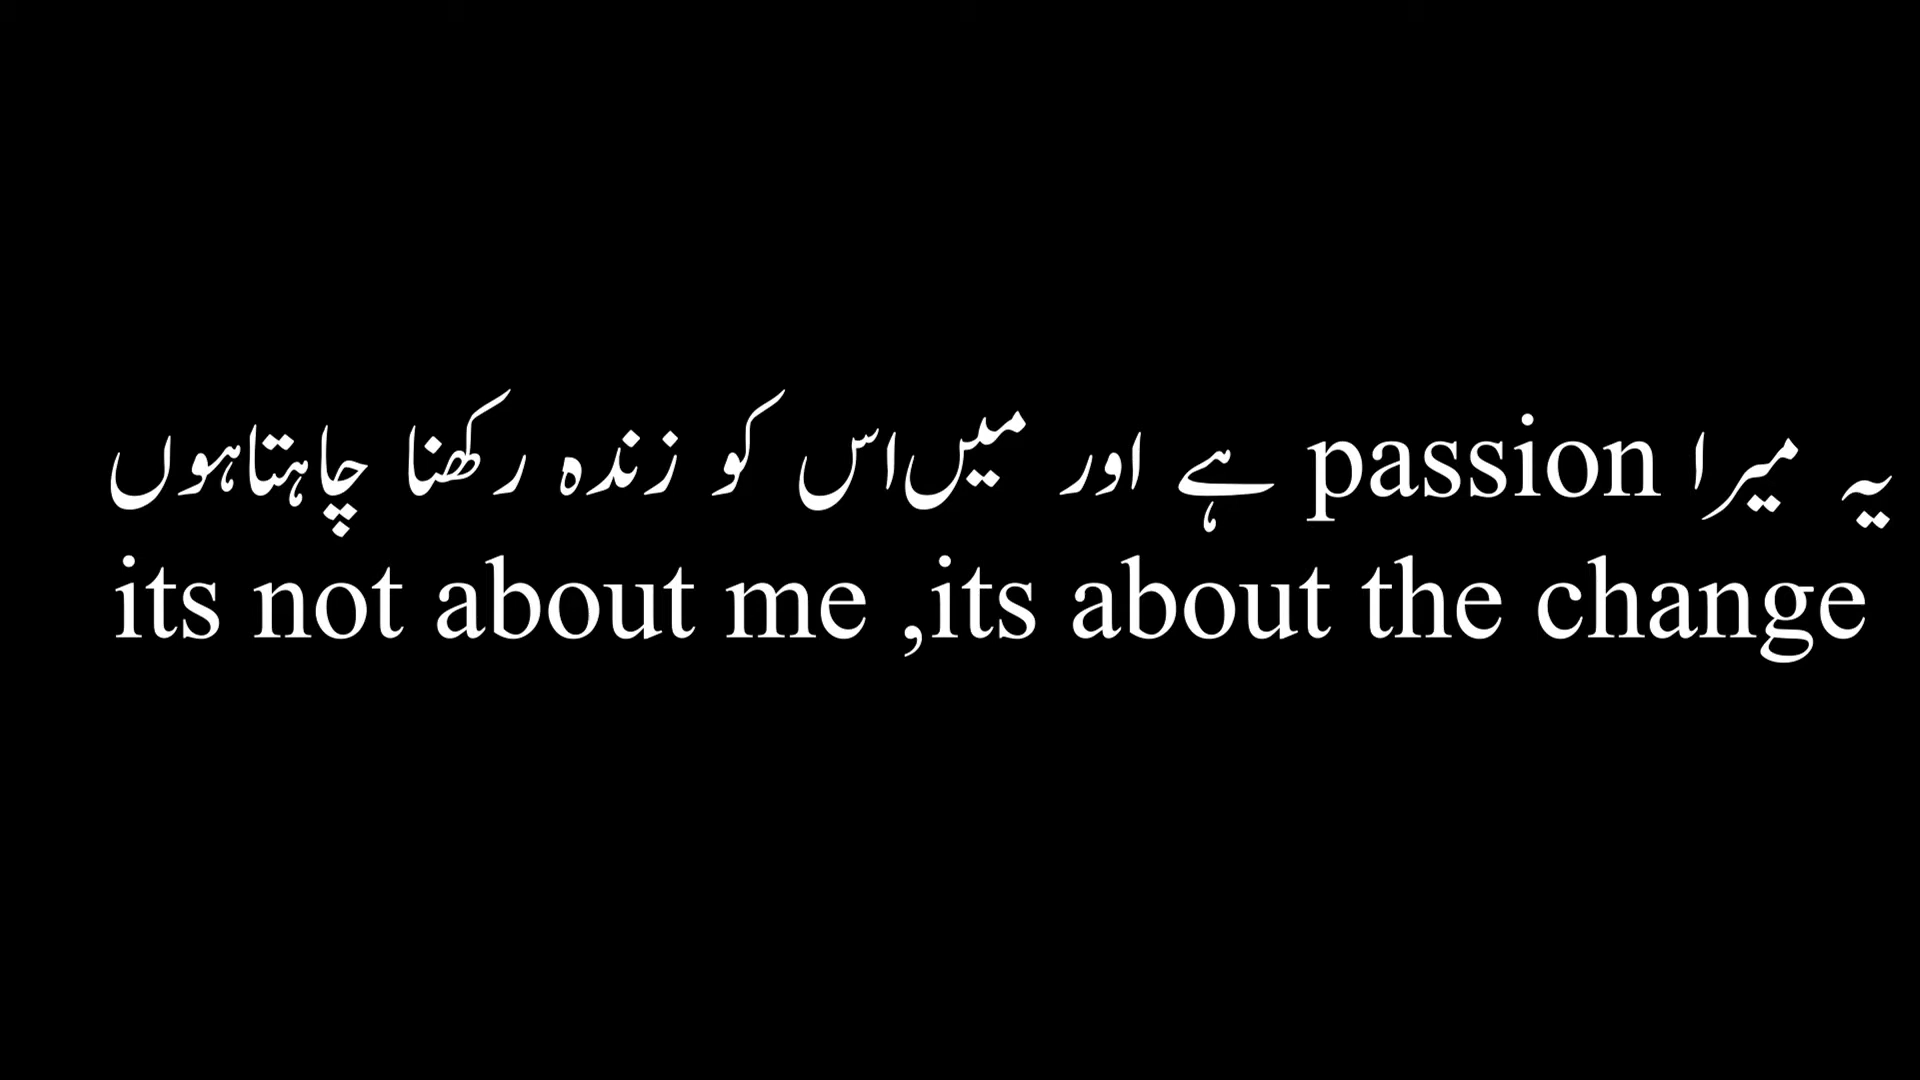 یہ میرا passion ہے اور میں اس کو زندہ رکھنا چاہتا ہوں
its not about me ,its about the change